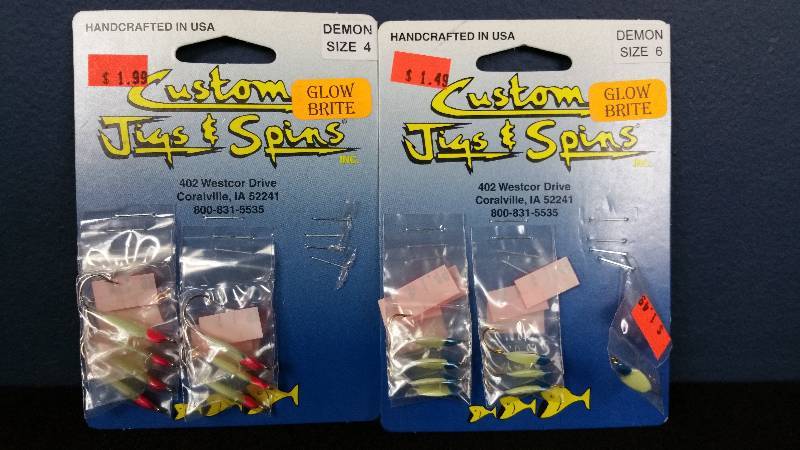 HANDCRAFTED IN USA
DEMON
SIZE 4
$ 1.99
GLOW
BRITE
Custom
Jigs & Spins®
INC.
402 Westcor Drive
Coralville, IA 52241
800-831-5535
HANDCRAFTED IN USA
DEMON
SIZE 6
$ 1.49
GLOW
BRITE
Custom
Jigs & Spins®
INC.
402 Westcor Drive
Coralville, IA 52241
800-831-5535
$ 1.49